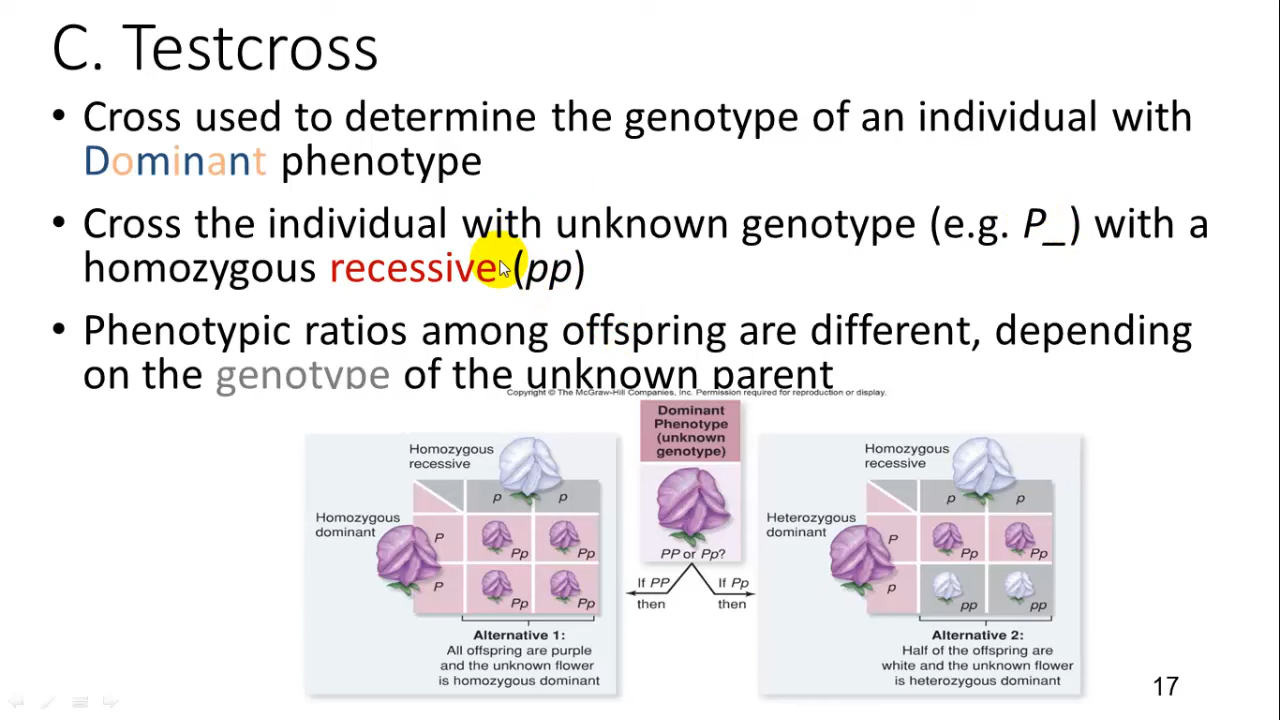 C. Testcross
• Cross used to determine the genotype of an individual with
Dominant phenotype
• Cross the individual with unknown genotype (e.g. P_) with a
homozygous recessive (pp)
• Phenotypic ratios among offspring are different, depending
on the genotype of the unknown parent
Copyright © The McGraw-Hill Companies, Inc. Permission required for reproduction or display.
Homozygous
recessive
p p
Homozygous
dominant
P
Pp Pp
P
Pp Pp
Alternative 1:
All offspring are purple
and the unknown flower
is homozygous dominant
Dominant
Phenotype
(unknown
genotype)
PP or Pp?
If PP
then
If Pp
then
Homozygous
recessive
p p
Heterozygous
dominant
P
Pp Pp
p
pp pp
Alternative 2:
Half of the offspring are
white and the unknown flower
is heterozygous dominant
17